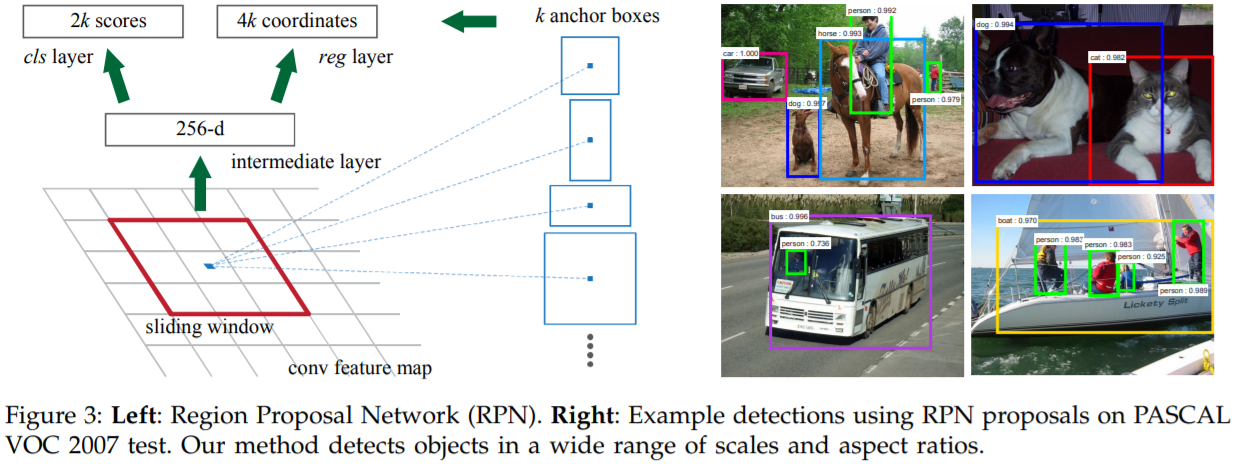 2k scores
4k coordinates
k anchor boxes
cls layer
reg layer
256-d
intermediate layer
sliding window
conv feature map
person : 0.992
horse : 0.993
car : 1.000
dog : 0.997
person : 0.979
dog : 0.994
cat : 0.982
bus : 0.996
person : 0.736
boat : 0.970
person : 0.983
person : 0.983
person : 0.925
person : 0.989
Lickety Split
Figure 3: Left: Region Proposal Network (RPN). Right: Example detections using RPN proposals on PASCAL
VOC 2007 test. Our method detects objects in a wide range of scales and aspect ratios.